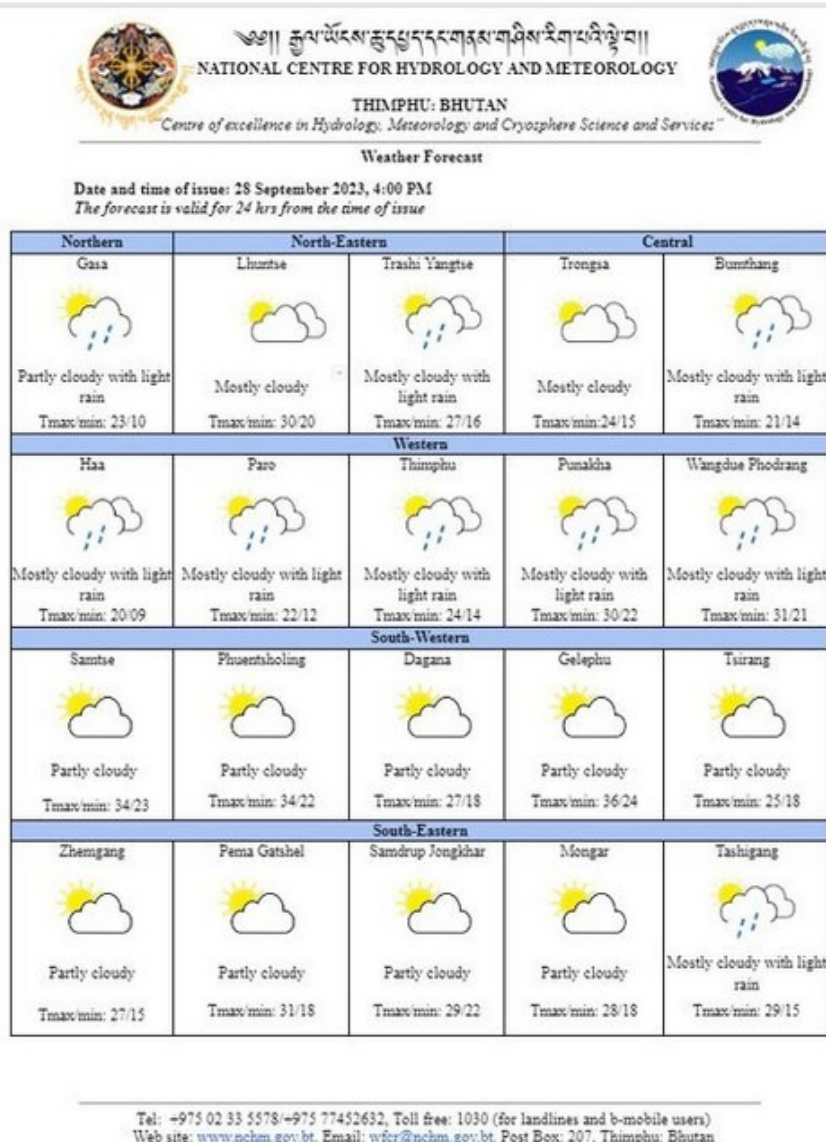 ༄༅།། རྒྱལ་ཡོངས་ཆུ་དཔྱད་དང་གནམ་གཤིས་རིག་པའི་ལྟེ་བ།།
NATIONAL CENTRE FOR HYDROLOGY AND METEOROLOGY
THIMPHU: BHUTAN
"Centre of excellence in Hydrology, Meteorology and Cryosphere Science and Services"
Weather Forecast
Date and time of issue: 28 September 2023, 4:00 PM
The forecast is valid for 24 hrs from the time of issue
Northern North-Eastern Central
Gasa Lhuntse Trashi Yangtse Trongsa Bumthang
Partly cloudy with light Mostly cloudy Mostly cloudy with Mostly cloudy Mostly cloudy with light
rain light rain rain
Tmax/min: 23/10 Tmax/min: 30/20 Tmax/min: 27/16 Tmax/min:24/15 Tmax/min: 21/14
Western
Haa Paro Thimphu Punakha Wangdue Phodrang
Mostly cloudy with light Mostly cloudy with light Mostly cloudy with Mostly cloudy with Mostly cloudy with light
rain rain light rain light rain rain
Tmax/min: 20/09 Tmax/min: 22/12 Tmax/min: 24/14 Tmax/min: 30/22 Tmax/min: 31/21
South-Western
Samtse Phuentsholing Dagana Gelephu Tsirang
Partly cloudy Partly cloudy Partly cloudy Partly cloudy Partly cloudy
Tmax/min: 34/23 Tmax/min: 34/22 Tmax/min: 27/18 Tmax/min: 36/24 Tmax/min: 25/18
South-Eastern
Zhemgang Pema Gatshel Samdrup Jongkhar Mongar Tashigang
Partly cloudy Partly cloudy Partly cloudy Partly cloudy Mostly cloudy with light
rain
Tmax/min: 27/15 Tmax/min: 31/18 Tmax/min: 29/22 Tmax/min: 28/18 Tmax/min: 29/15
Tel: +975 02 33 5578/+975 77452632, Toll free: 1030 (for landlines and b-mobile users)
Web site: www.nchm.gov.bt, Email: wfcr@nchm.gov.bt, Post Box: 207, Thimphu: Bhutan